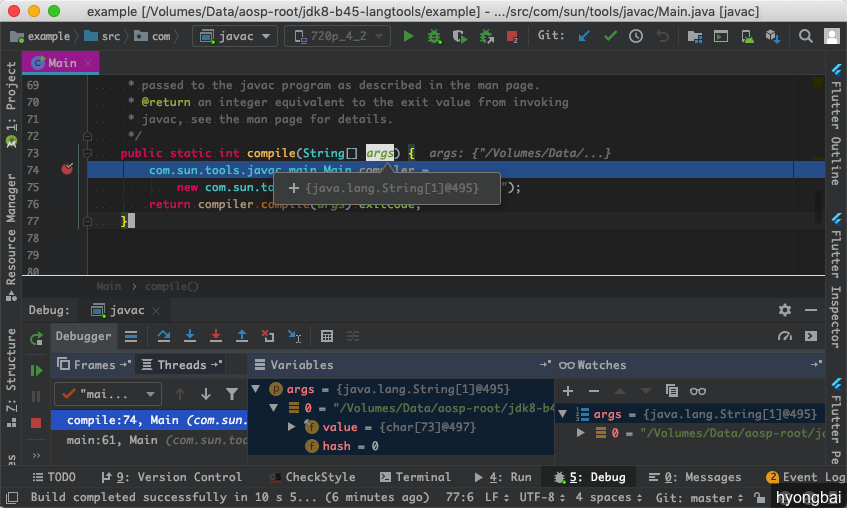 example [/Volumes/Data/aosp-root/jdk8-b45-langtools/example] - .../src/com/sun/tools/javac/Main.java [javac]
example › src › com javac 720p_4_2 Git:
Main
69 * passed to the javac program as described in the man page.
70 * @return an integer equivalent to the exit value from invoking
71 * javac, see the man page for details.
72 */
73 public static int compile(String[] args) { args: {"/Volumes/Data/...}
74 com.sun.tools.javac.main.Main compiler =
75 new com.sun.to {java.lang.String[1]@495} ");
76 return compiler.compile(args).exitCode;
77 }
78
79
80
Main › compile()
1: Project
Resource Manager
Z: Structure
Flutter Outline
Flutter Inspector
Flutter Pe
Debug: javac
Debugger
Frames Threads Variables Watches
"mai...
compile:74, Main (com.sun.
main:61, Main (com.sun.too
args = {java.lang.String[1]@495}
0 = "/Volumes/Data/aosp-root/jdk8-b4
value = {char[73]@497}
hash = 0
args = {java.lang.String[1]@495}
0 = "/Volumes/Data/aosp-root/j
TODO 9: Version Control CheckStyle Terminal 4: Run 5: Debug 0: Messages 2 Event Log
Build completed successfully in 10 s 5... (6 minutes ago) 77:6 LF UTF-8 4 spaces Git: master
hyongbai